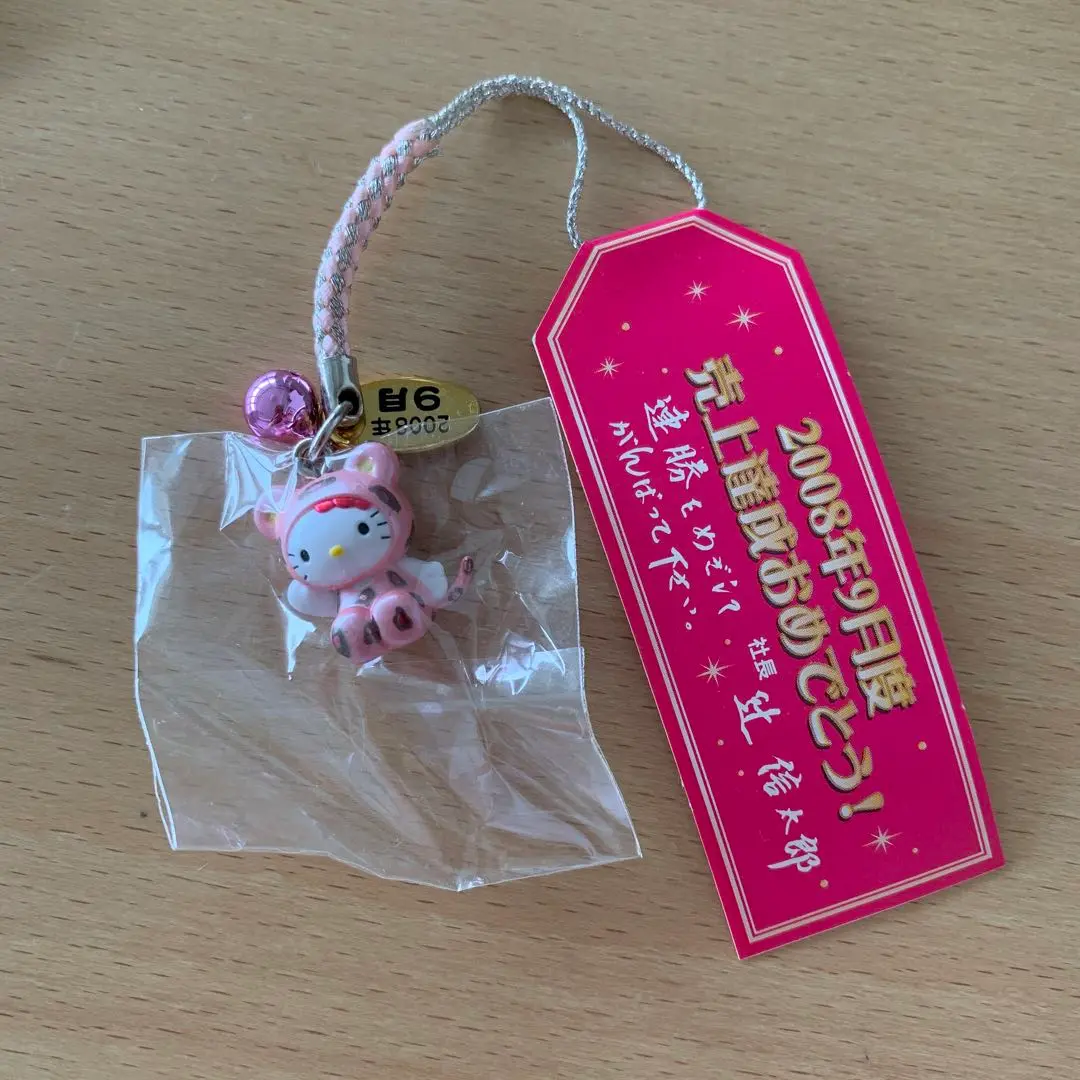 2008年9月度
売上達成おめでとう!
連勝もめざして
がんばって下さい。
社長 辻 信太郎
2008年
9月